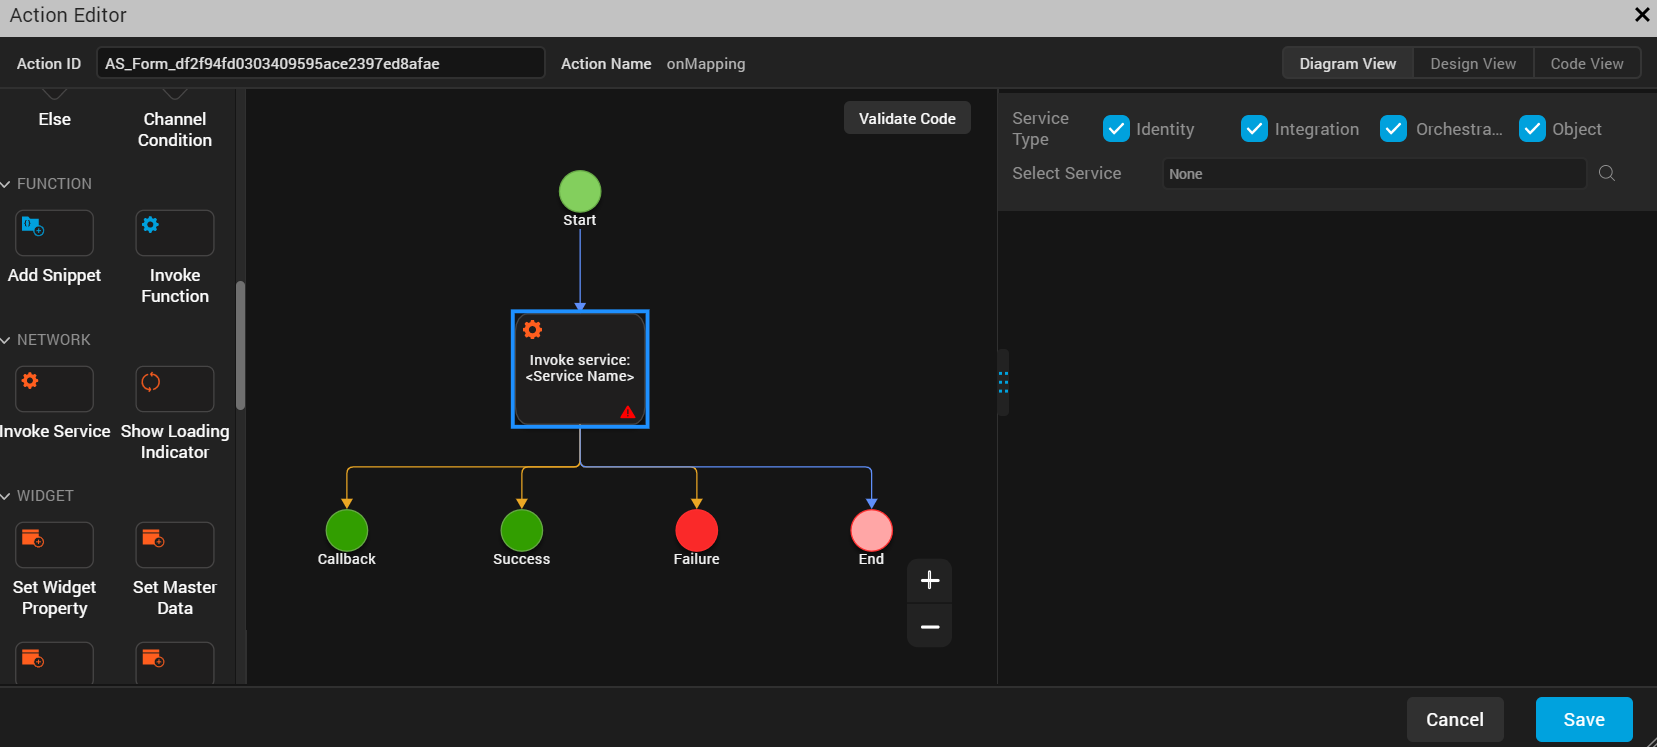 Action Editor
Action ID
AS_Form_df2f94fd0303409595ace2397ed8afae
Action Name
onMapping
Diagram View
Design View
Code View
Else
Channel
Condition
FUNCTION
Add Snippet
Invoke
Function
NETWORK
Invoke Service
Show Loading
Indicator
WIDGET
Set Widget
Property
Set Master
Data
Validate Code
Start
Invoke service:
<Service Name>
Callback
Success
Failure
End
Service
Type
Identity
Integration
Orchestra...
Object
Select Service
None
Cancel
Save